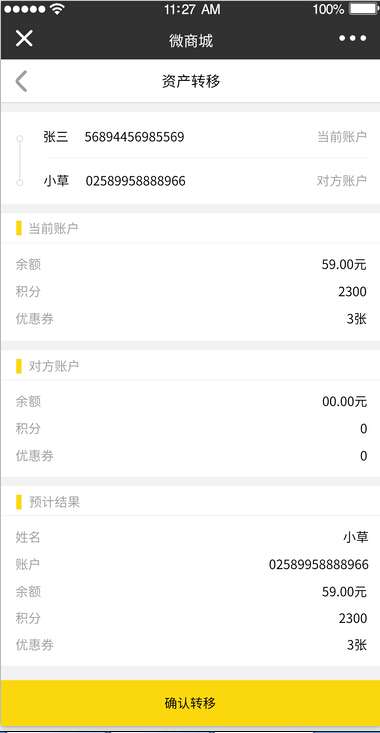 11:27 AM 100%
微商城
资产转移
张三 56894456985569 当前账户
小草 02589958888966 对方账户
当前账户
余额 59.00元
积分 2300
优惠券 3张
对方账户
余额 00.00元
积分 0
优惠券 0
预计结果
姓名 小草
账户 02589958888966
余额 59.00元
积分 2300
优惠券 3张
确认转移